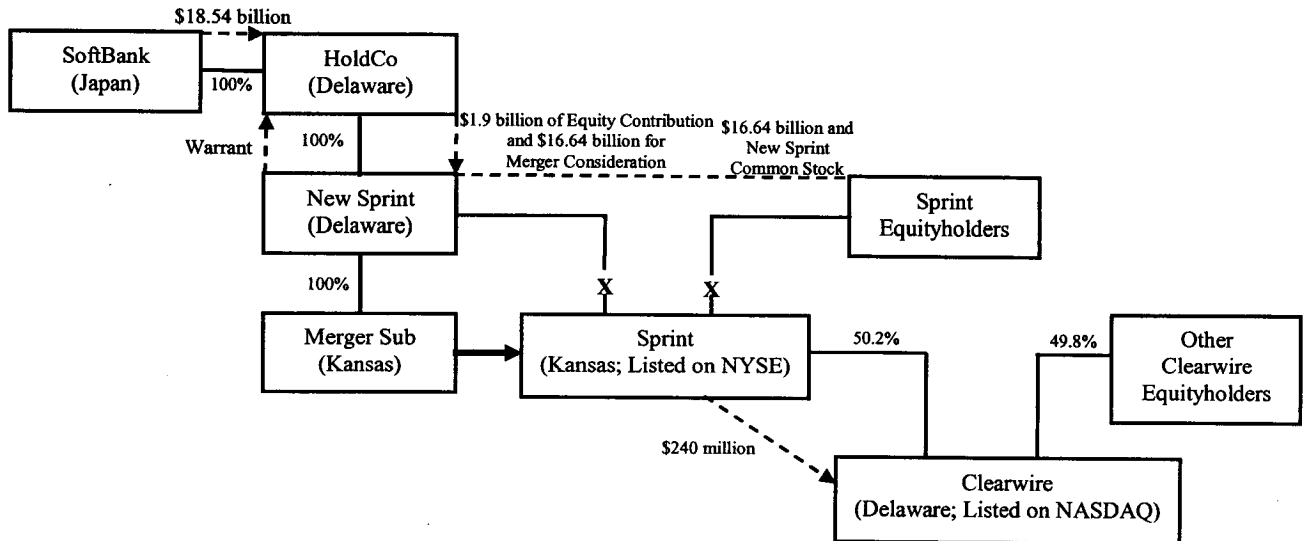 $18.54 billion
SoftBank
(Japan)
100%
HoldCo
(Delaware)
Warrant
100%
$1.9 billion of Equity Contribution
and $16.64 billion for
Merger Consideration
$16.64 billion and
New Sprint
Common Stock
New Sprint
(Delaware)
Sprint
Equityholders
100%
X
X
Merger Sub
(Kansas)
Sprint
(Kansas; Listed on NYSE)
50.2%
49.8%
Other
Clearwire
Equityholders
$240 million
Clearwire
(Delaware; Listed on NASDAQ)